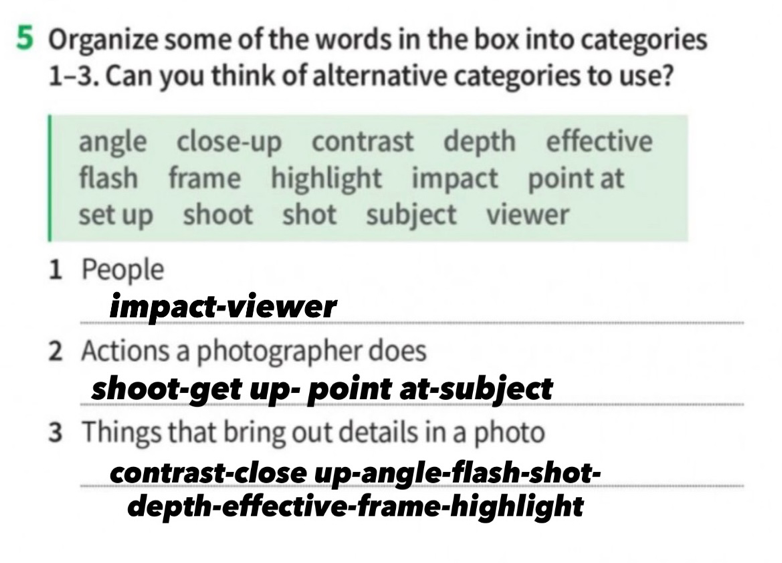 5 Organize some of the words in the box into categories
1–3. Can you think of alternative categories to use?
angle close-up contrast depth effective
flash frame highlight impact point at
set up shoot shot subject viewer
1 People
impact-viewer
2 Actions a photographer does
shoot-get up- point at-subject
3 Things that bring out details in a photo
contrast-close up-angle-flash-shot-
depth-effective-frame-highlight